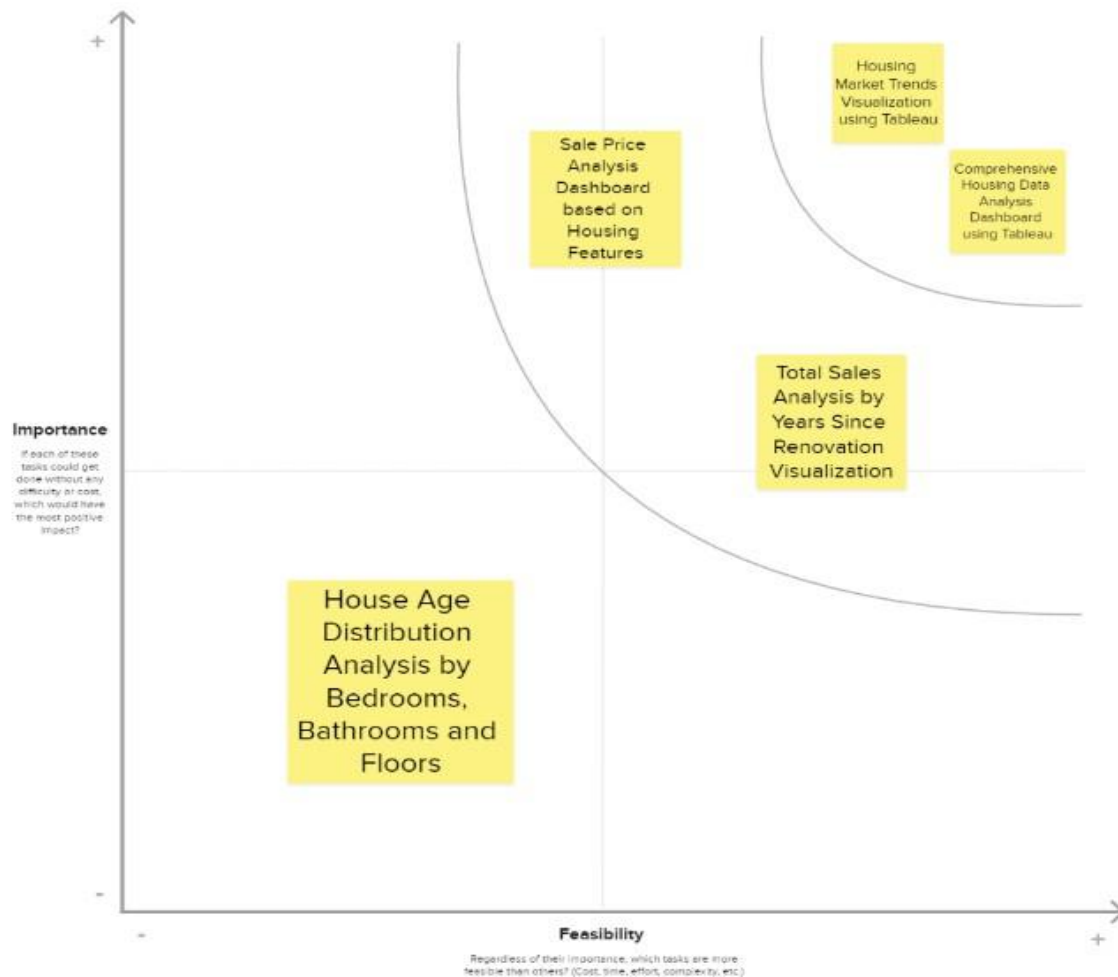 +
Housing
Market Trends
Visualization
using Tableau
Sale Price
Analysis
Dashboard
based on
Housing
Features
Comprehensive
Housing Data
Analysis
Dashboard
using Tableau
Total Sales
Analysis by
Years Since
Renovation
Visualization
Importance
If each of these
tasks could get
done without any
difficulty or cost,
which would have
the most positive
impact?
House Age
Distribution
Analysis by
Bedrooms,
Bathrooms and
Floors
-
-
Feasibility
+
Regardless of their importance, which tasks are more
feasible than others? (Cost, time, effort, complexity, etc.)